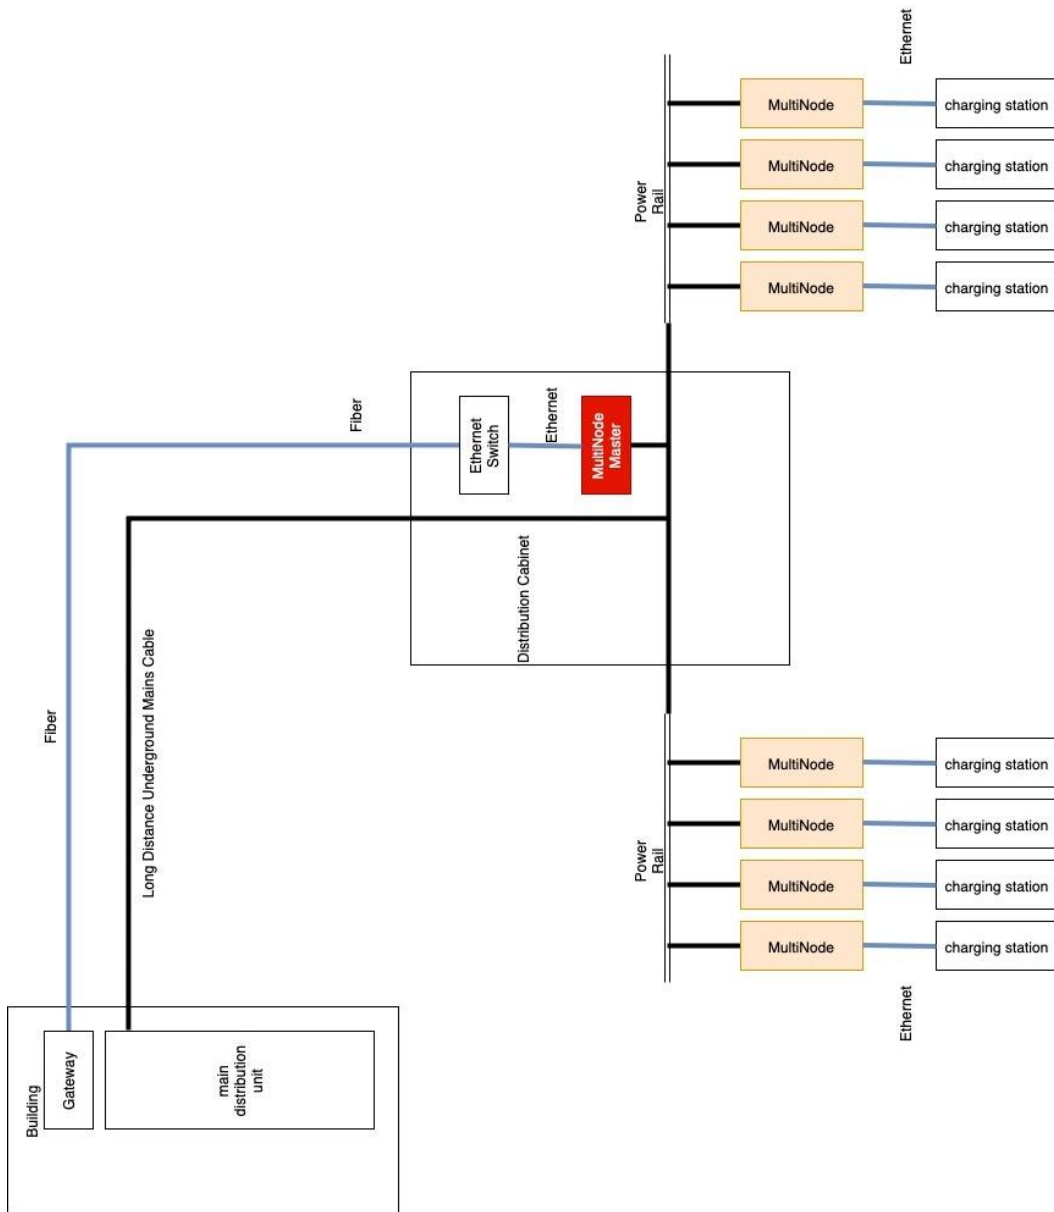 Ethernet
MultiNode
charging station
MultiNode
charging station
Power
Rail
MultiNode
charging station
MultiNode
charging station
Fiber
Ethernet
Switch
Ethernet
MultiNode
Master
Distribution Cabinet
Long Distance Underground Mains Cable
Fiber
MultiNode
charging station
MultiNode
charging station
Power
Rail
MultiNode
charging station
MultiNode
charging station
Ethernet
Building
Gateway
main
distribution
unit